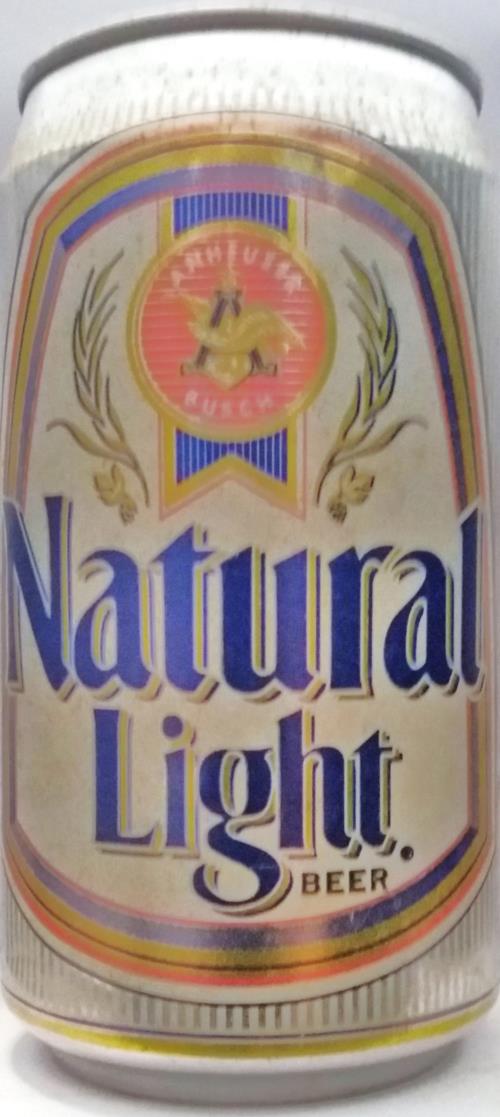 ANHEUSER
BUSCH
Natural
Light.
BEER